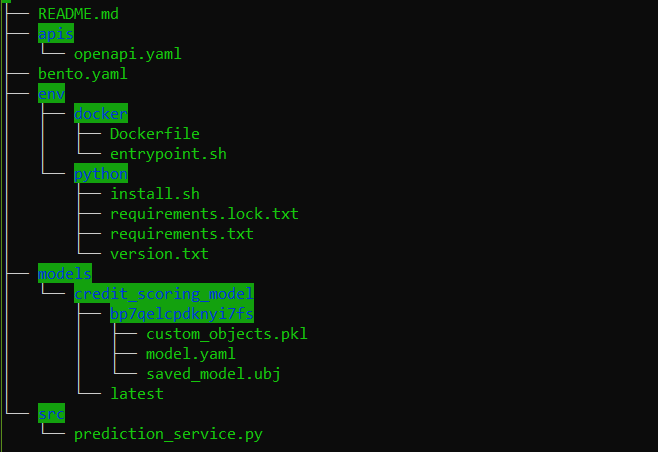 README.md
apis
openapi.yaml
bento.yaml
env
docker
Dockerfile
entrypoint.sh
python
install.sh
requirements.lock.txt
requirements.txt
version.txt
models
credit_scoring_model
bp7qelcpdknyi7fs
custom_objects.pkl
model.yaml
saved_model.ubj
latest
src
prediction_service.py